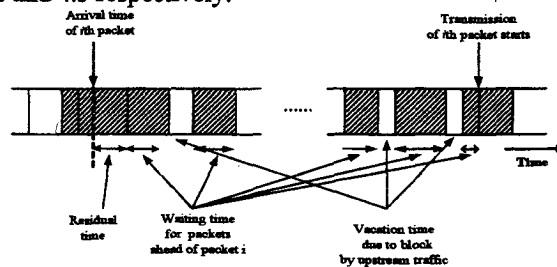 respectively.
Arrival time
of ith packet
Transmission
of ith packet starts
......
Time
Residual
time
Waiting time
for packets
ahead of packet i
Vacation time
due to block
by upstream traffic